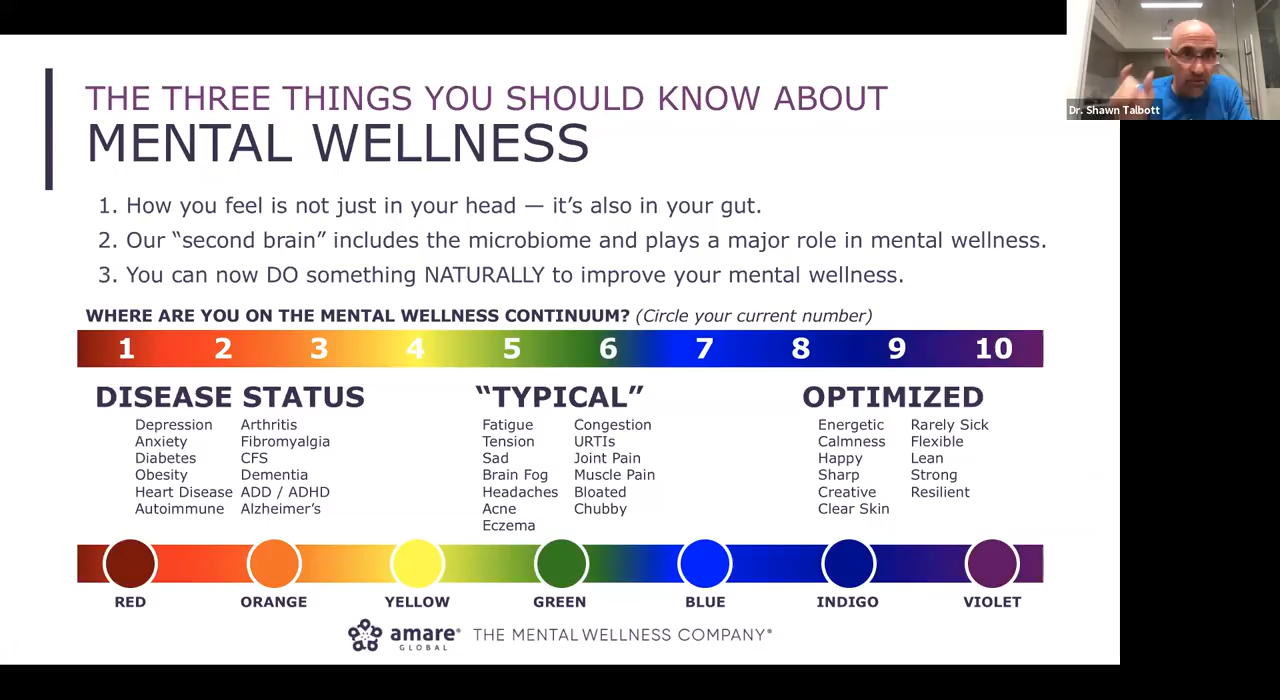 THE THREE THINGS YOU SHOULD KNOW ABOUT
MENTAL WELLNESS
Dr. Shawn Talbott
1. How you feel is not just in your head — it’s also in your gut.
2. Our “second brain” includes the microbiome and plays a major role in mental wellness.
3. You can now DO something NATURALLY to improve your mental wellness.
WHERE ARE YOU ON THE MENTAL WELLNESS CONTINUUM? (Circle your current number)
1 2 3 4 5 6 7 8 9 10
DISEASE STATUS
Depression Arthritis
Anxiety Fibromyalgia
Diabetes CFS
Obesity Dementia
Heart Disease ADD / ADHD
Autoimmune Alzheimer’s
“TYPICAL”
Fatigue Congestion
Tension URTIs
Sad Joint Pain
Brain Fog Muscle Pain
Headaches Bloated
Acne Chubby
Eczema
OPTIMIZED
Energetic Rarely Sick
Calmness Flexible
Happy Lean
Sharp Strong
Creative Resilient
Clear Skin
RED ORANGE YELLOW GREEN BLUE INDIGO VIOLET
amare® THE MENTAL WELLNESS COMPANY®
GLOBAL